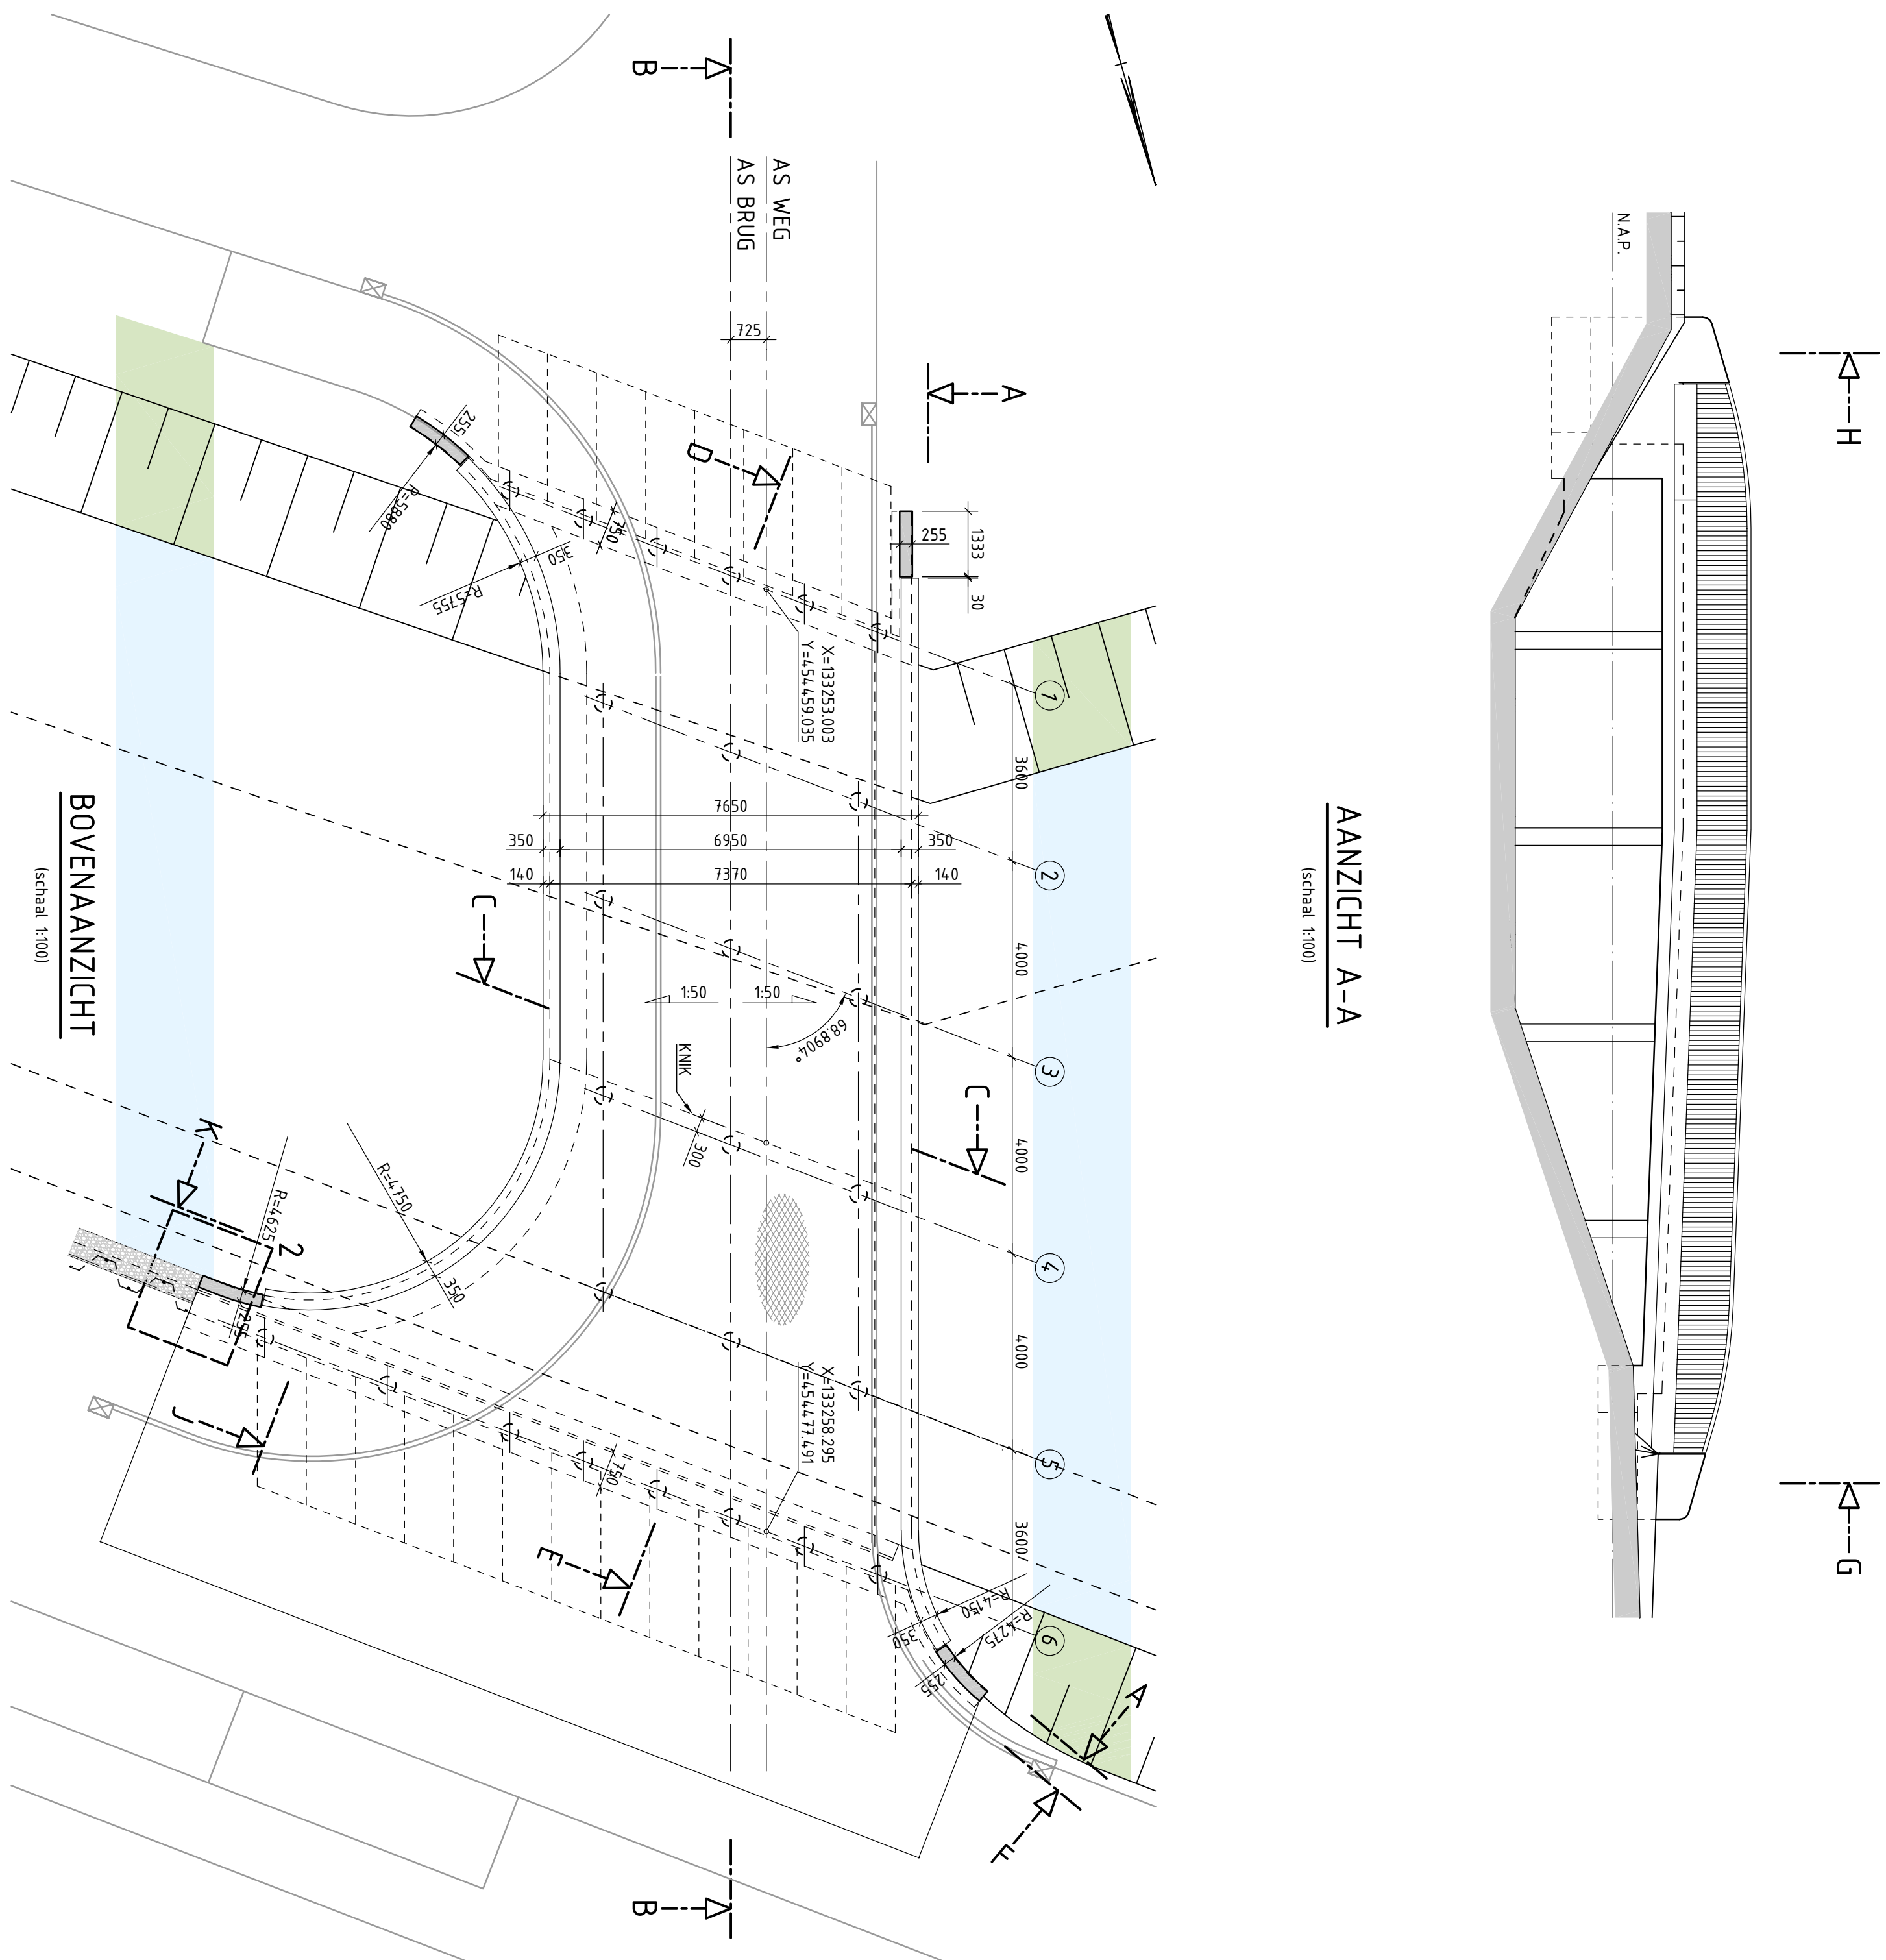 AANZICHT A-A
(schaal 1:100)
N.A.P.
H
G
BOVENAANZICHT
(schaal 1:100)
AS WEG
AS BRUG
B
B
A
A
C
C
D
E
F
J
K
2
725
1333
30
255
255
R=5880
350
R=5755
750
X=133253.003
Y=454459.035
1
2
3
4
5
6
3600
4000
4000
4000
3600
7650
350
6950
350
140
7370
140
1:50
1:50
68.8904°
KNIK
300
R=4750
350
R=4625
255
750
X=133258.295
Y=454477.491
R=4150
350
R=4275
255